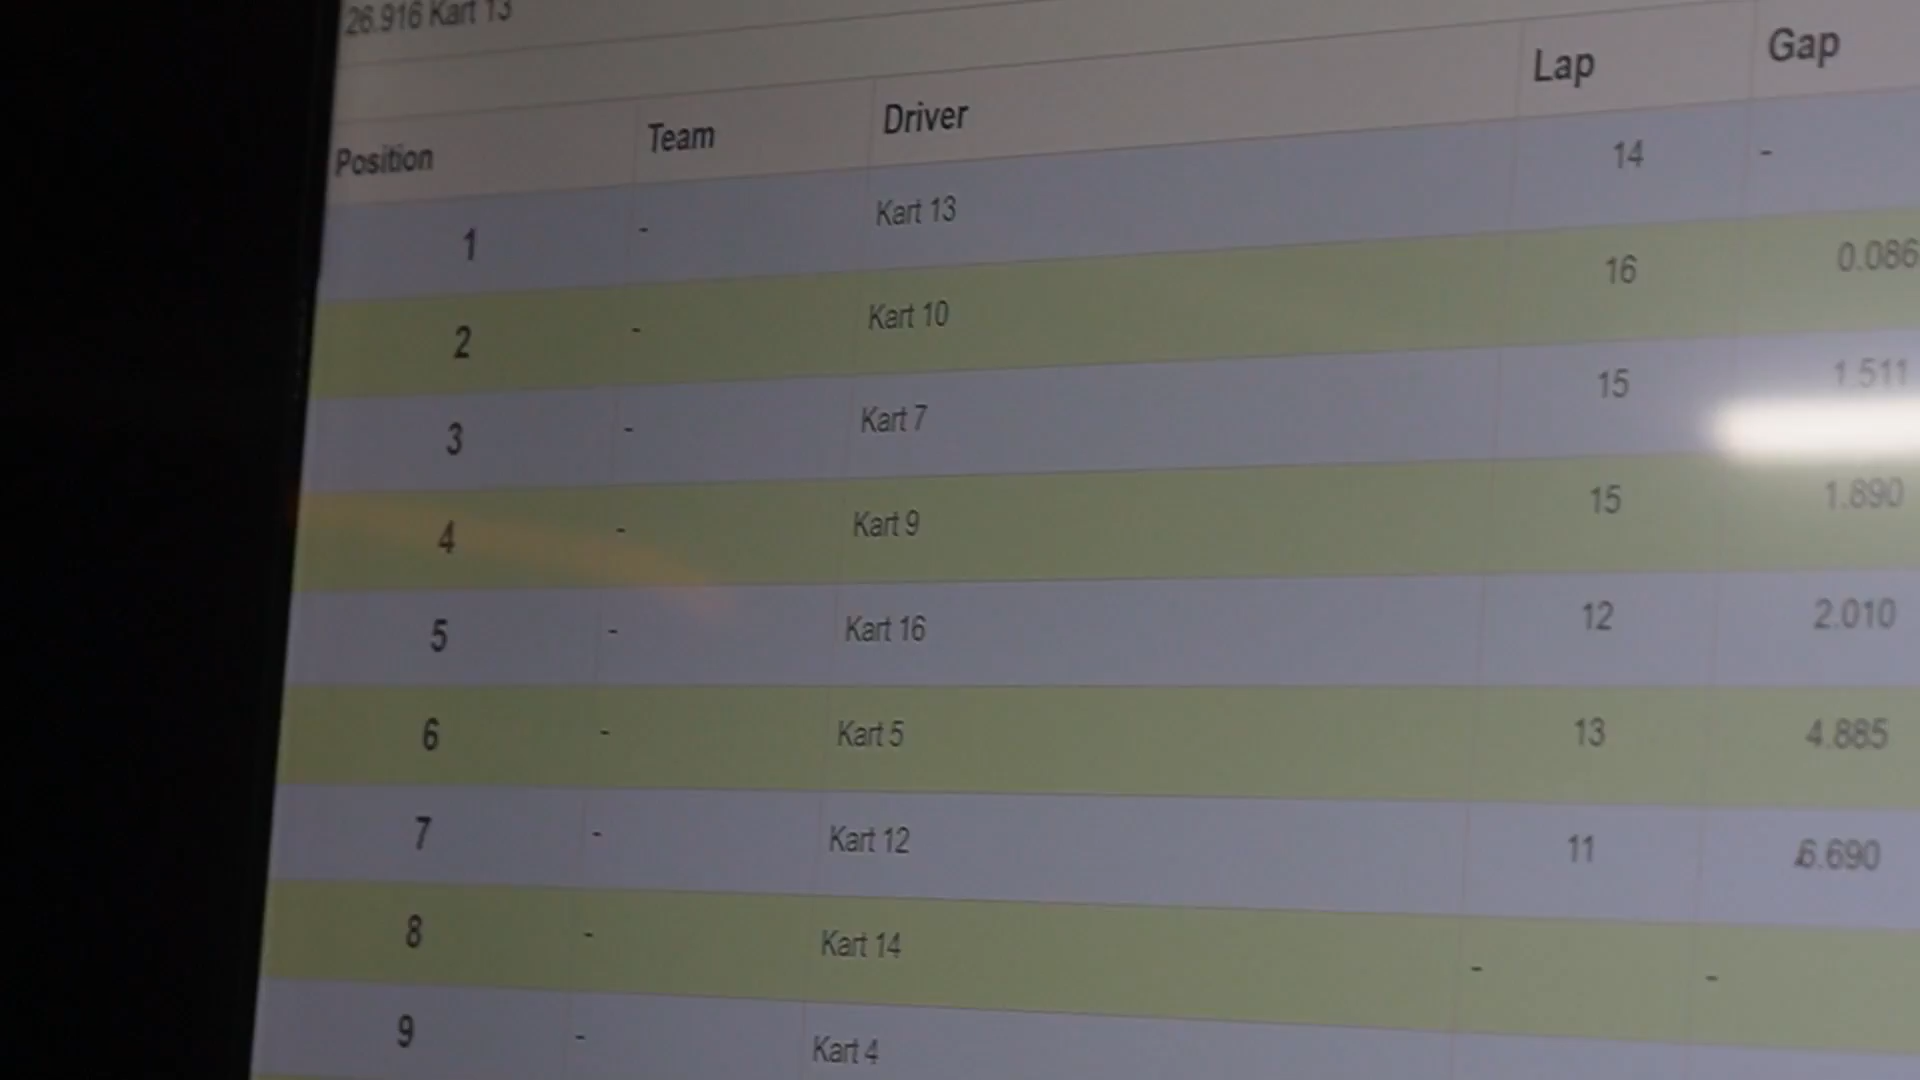 26.916 Kart 13
Position Team Driver Lap Gap
1 - Kart 13 14 -
2 - Kart 10 16 0.086
3 - Kart 7 15 1.511
4 - Kart 9 15 1.890
5 - Kart 16 12 2.010
6 - Kart 5 13 4.885
7 - Kart 12 11 6.690
8 - Kart 14 - -
9 - Kart 4